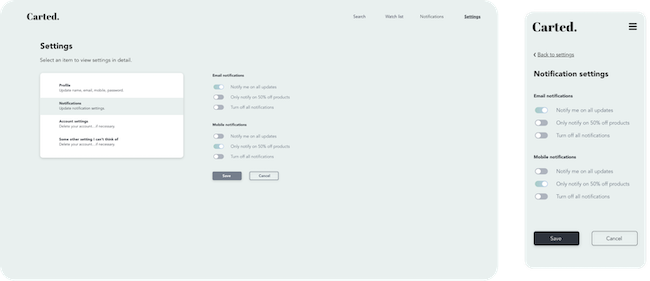 Carted.
Search
Watch list
Notifications
Settings
Settings
Select an item to view settings in detail.
Profile
Update name, email, mobile, password.
Notifications
Update notification settings.
Account settings
Delete your account... if necessary.
Some other setting I can't think of
Delete your account... if necessary.
Email notifications
Notify me on all updates
Only notify on 50% off products
Turn off all notifications
Mobile notifications
Notify me on all updates
Only notify on 50% off products
Turn off all notifications
Save
Cancel
Carted.
< Back to settings
Notification settings
Email notifications
Notify me on all updates
Only notify on 50% off products
Turn off all notifications
Mobile notifications
Notify me on all updates
Only notify on 50% off products
Turn off all notifications
Save
Cancel